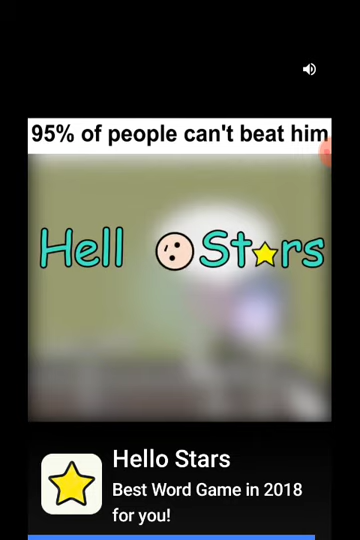 95% of people can't beat him
Hell Stars
Hello Stars
Best Word Game in 2018
for you!